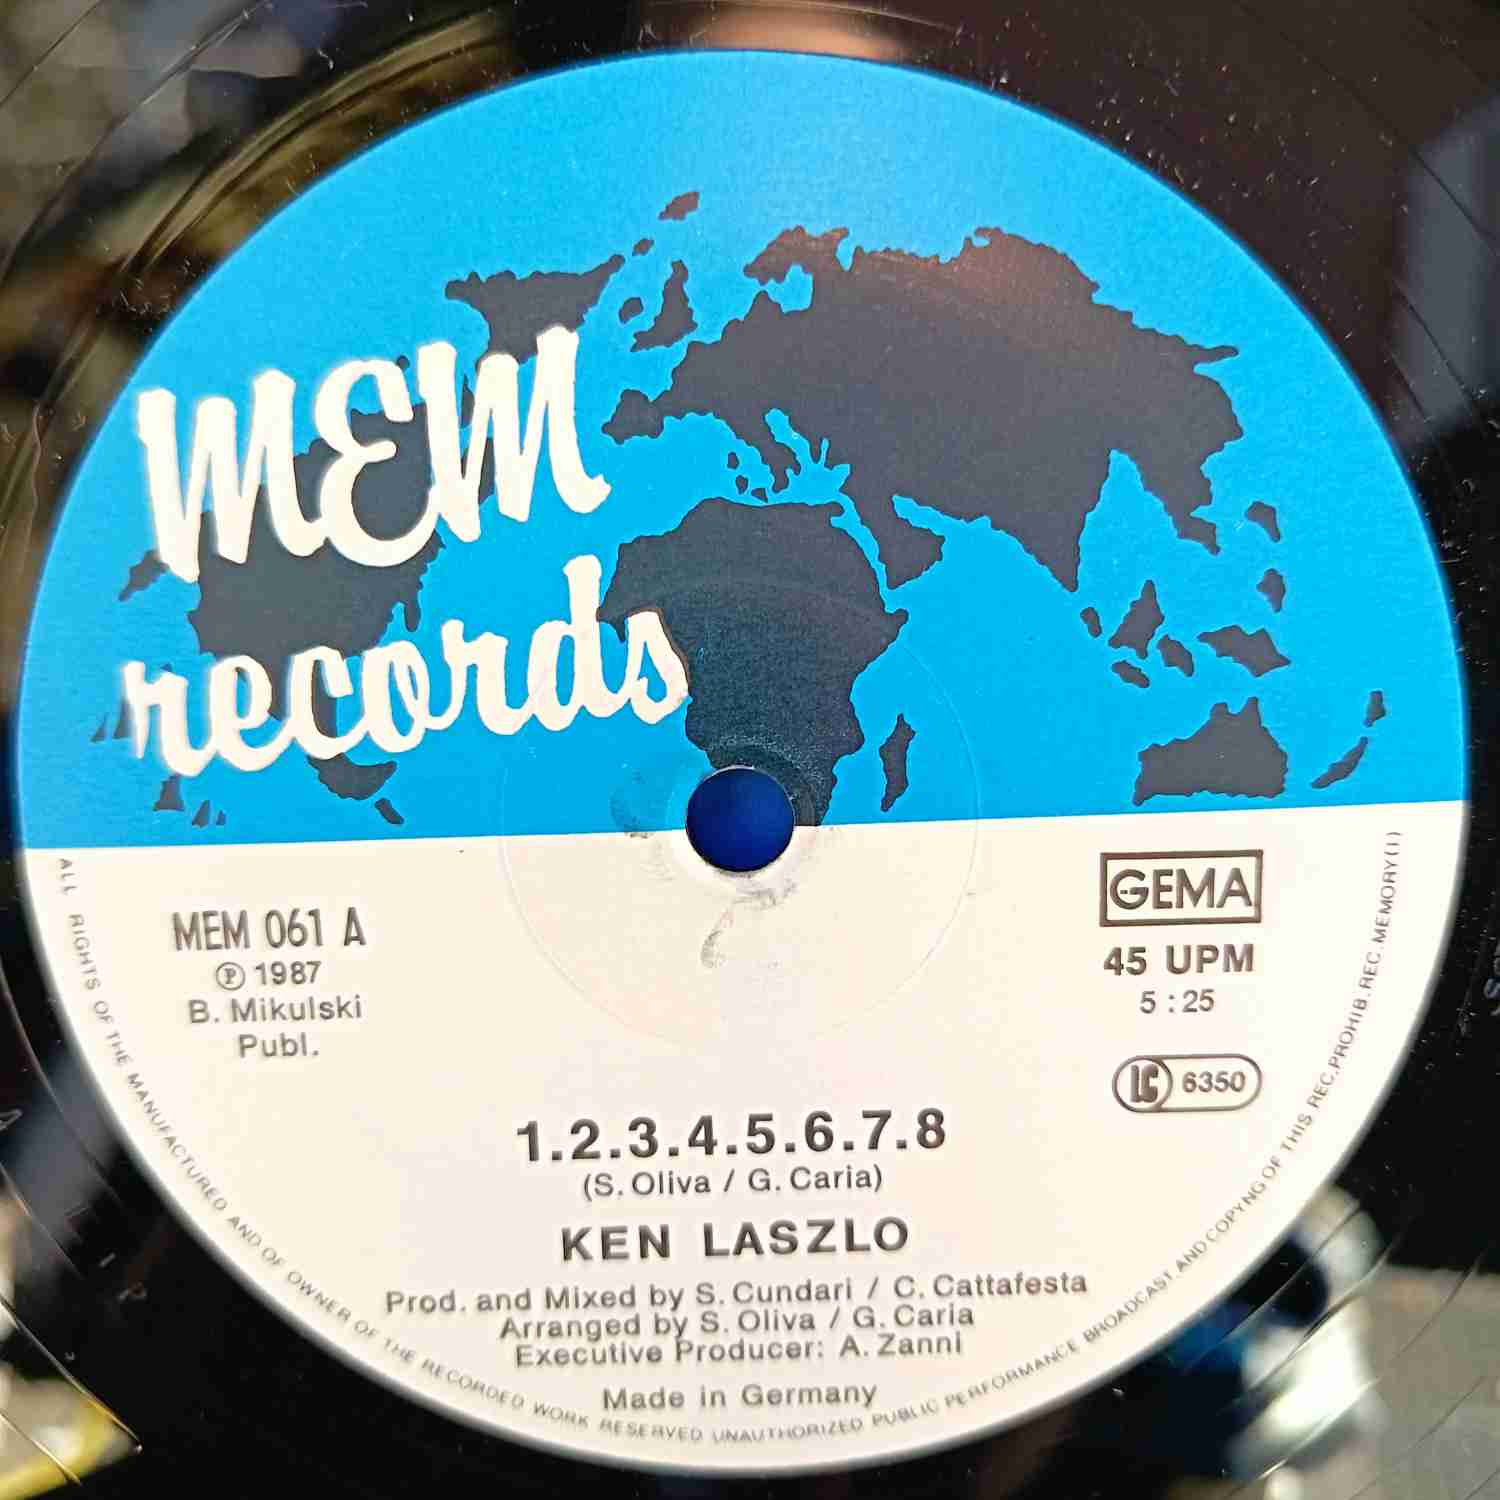 MEM
records
MEM 061 A
Ⓟ 1987
B. Mikulski
Publ.
GEMA
45 UPM
5:25
LC 6350
1.2.3.4.5.6.7.8
(S. Oliva / G. Caria)
KEN LASZLO
Prod. and Mixed by S. Cundari / C. Cattafesta
Arranged by S. Oliva / G. Caria
Executive Producer: A. Zanni
Made in Germany
ALL RIGHTS OF THE MANUFACTURED AND OF OWNER OF THE RECORDED WORK RESERVED UNAUTHORIZED PUBLIC PERFORMANCE BROADCAST AND COPYNG OF THIS REC.PROHIB.REC.MEMORY(I)